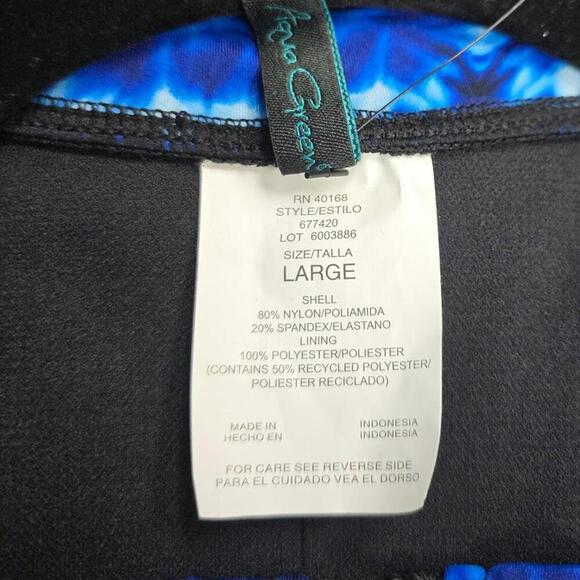 Aqua Green
RN 40168
STYLE/ESTILO
677420
LOT 6003886
SIZE/TALLA
LARGE
SHELL
80% NYLON/POLIAMIDA
20% SPANDEX/ELASTANO
LINING
100% POLYESTER/POLIESTER
(CONTAINS 50% RECYCLED POLYESTER/
POLIESTER RECICLADO)
MADE IN INDONESIA
HECHO EN INDONESIA
FOR CARE SEE REVERSE SIDE
PARA EL CUIDADO VEA EL DORSO